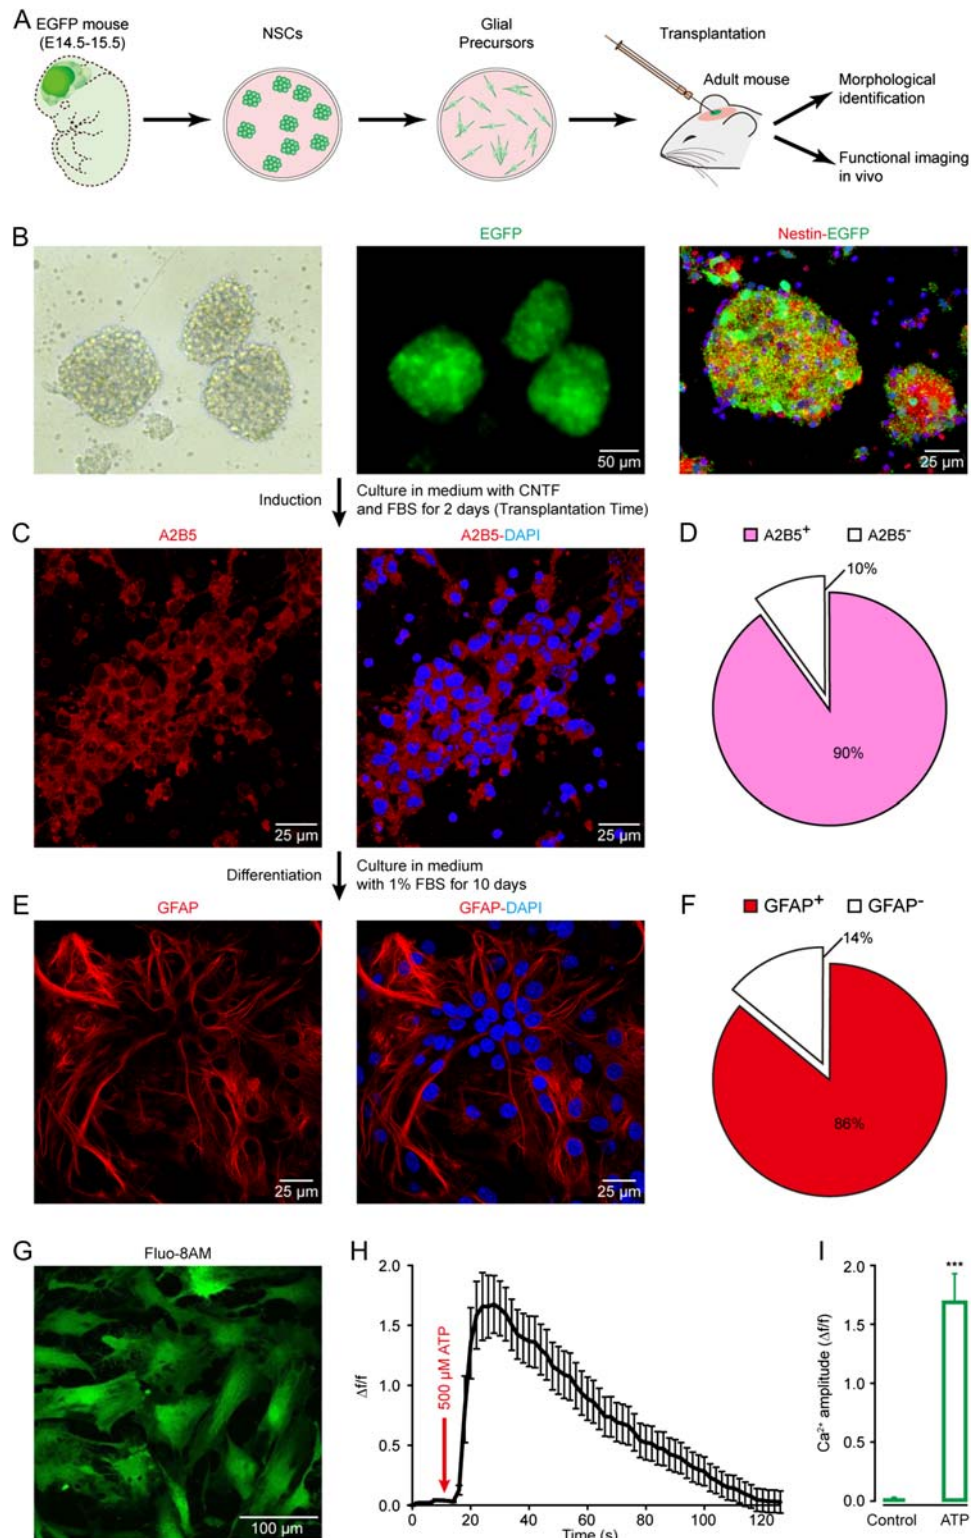 A
EGFP mouse
(E14.5-15.5)
NSCs
Glial
Precursors
Transplantation
Adult mouse
Morphological
identification
Functional imaging
in vivo
B
EGFP
Nestin-EGFP
50 µm
25 µm
Induction
Culture in medium with CNTF
and FBS for 2 days (Transplantation Time)
C
A2B5
A2B5-DAPI
25 µm
25 µm
D
A2B5+
A2B5-
10%
90%
Differentiation
Culture in medium
with 1% FBS for 10 days
E
GFAP
GFAP-DAPI
25 µm
25 µm
F
GFAP+
GFAP-
14%
86%
G
Fluo-8AM
100 µm
H
2.0
1.5
1.0
0.5
0.0
Δf/f
500 µM ATP
0 20 40 60 80 100 120
Time (s)
I
2.0
1.5
1.0
0.5
0.0
Ca²⁺ amplitude (Δf/f)
***
Control ATP